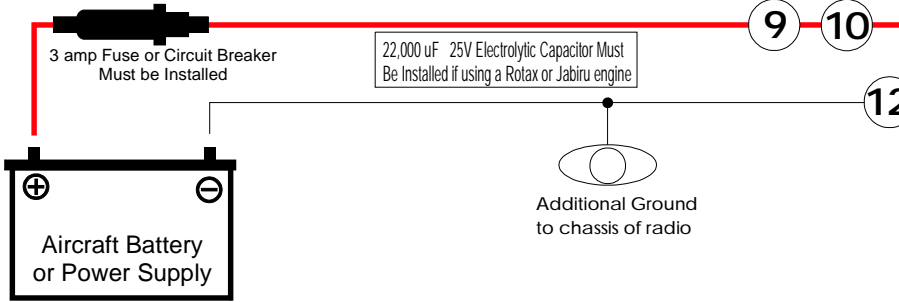 9
10
3 amp Fuse or Circuit Breaker
Must be Installed
22,000 uF 25V Electrolytic Capacitor Must
Be Installed if using a Rotax or Jabiru engine
12
+
−
Additional Ground
to chassis of radio
Aircraft Battery
or Power Supply